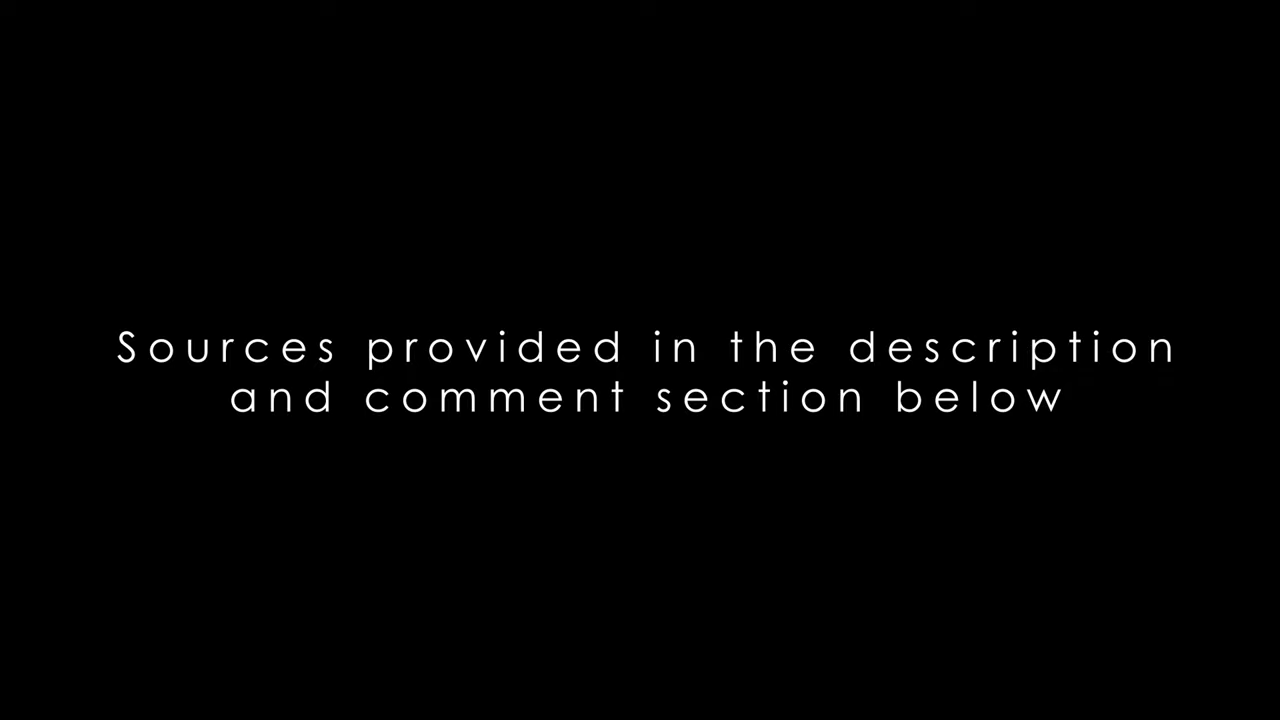 Sources provided in the description
and comment section below